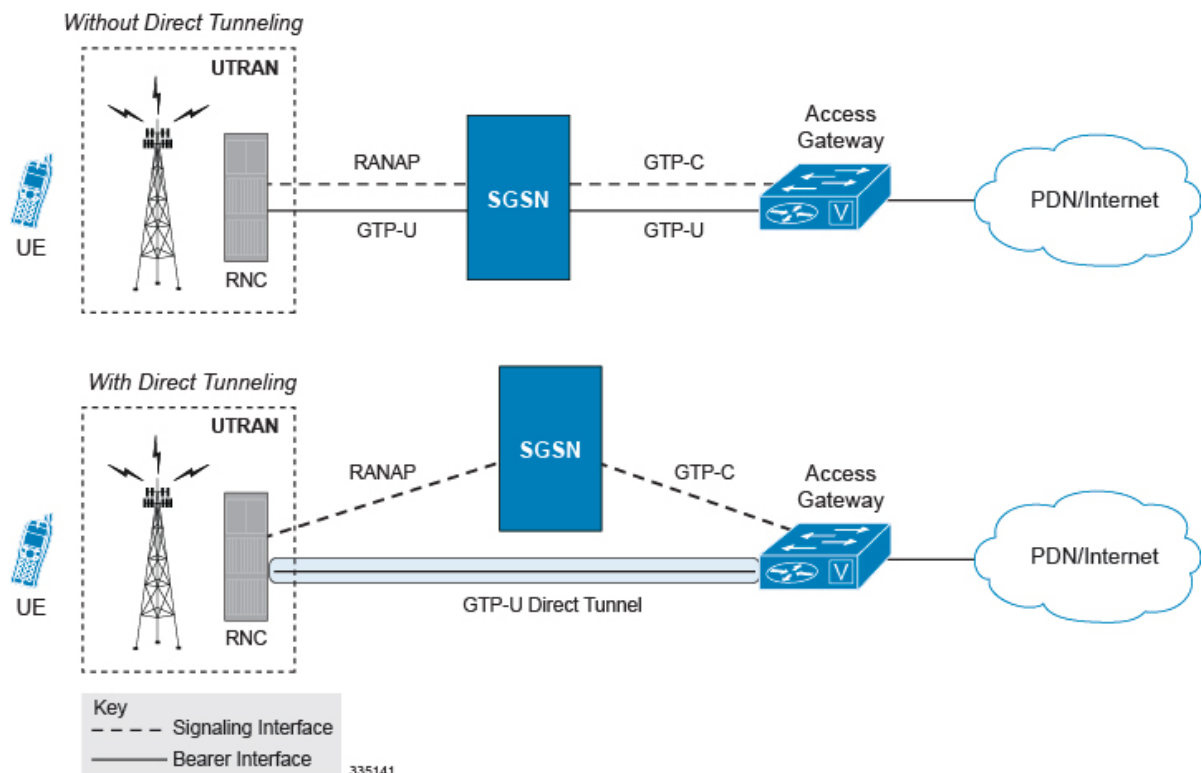 Without Direct Tunneling
UTRAN
Access
Gateway
RANAP
GTP-C
SGSN
PDN/Internet
GTP-U
GTP-U
V
UE
RNC
With Direct Tunneling
UTRAN
SGSN
RANAP
GTP-C
Access
Gateway
PDN/Internet
V
GTP-U Direct Tunnel
UE
RNC
Key
Signaling Interface
Bearer Interface
335141